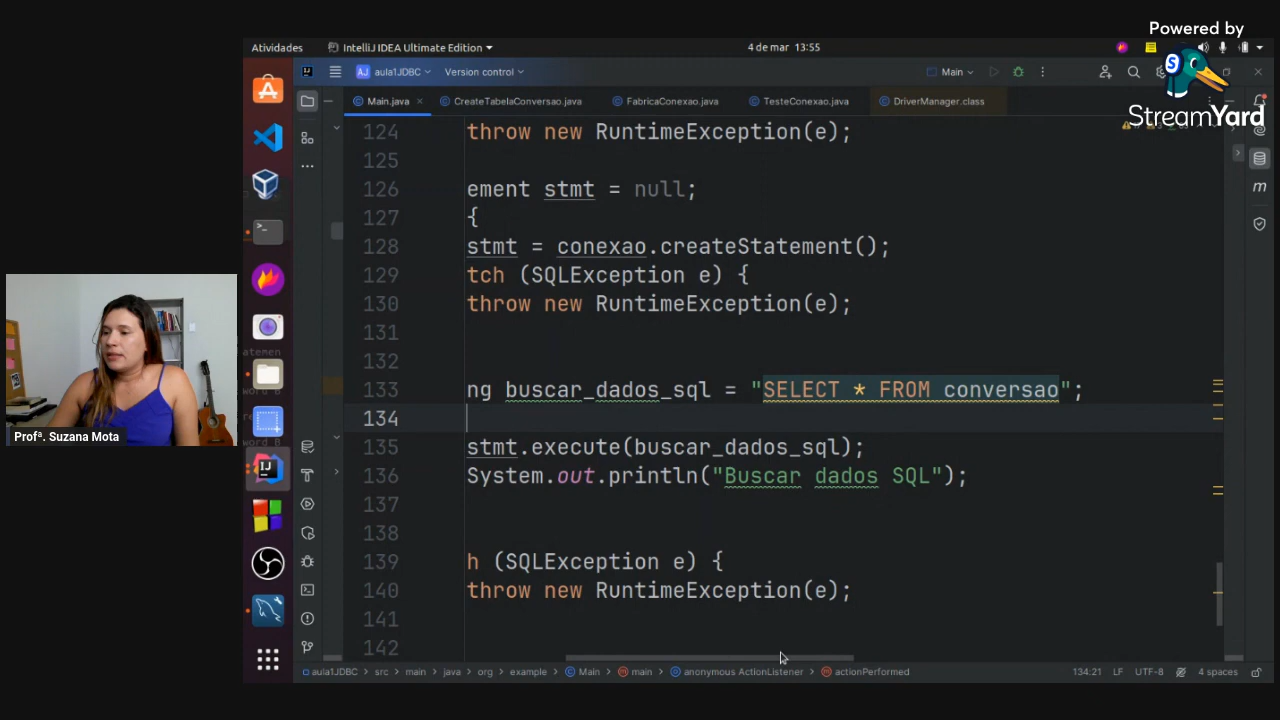 Powered by
StreamYard
Atividades
IntelliJ IDEA Ultimate Edition
4 de mar 13:55
AJ aula1JDBC
Version control
Main
Main.java
CreateTabelaConversao.java
FabricaConexao.java
TesteConexao.java
DriverManager.class
124 throw new RuntimeException(e);
125
126 ement stmt = null;
127 {
128 stmt = conexao.createStatement();
129 tch (SQLException e) {
130 throw new RuntimeException(e);
131
132
133 ng buscar_dados_sql = "SELECT * FROM conversao";
134
135 stmt.execute(buscar_dados_sql);
136 System.out.println("Buscar dados SQL");
137
138
139 h (SQLException e) {
140 throw new RuntimeException(e);
141
142
Profª. Suzana Mota
aula1JDBC > src > main > java > org > example > Main > main > anonymous ActionListener > actionPerformed
134:21 LF UTF-8 4 spaces